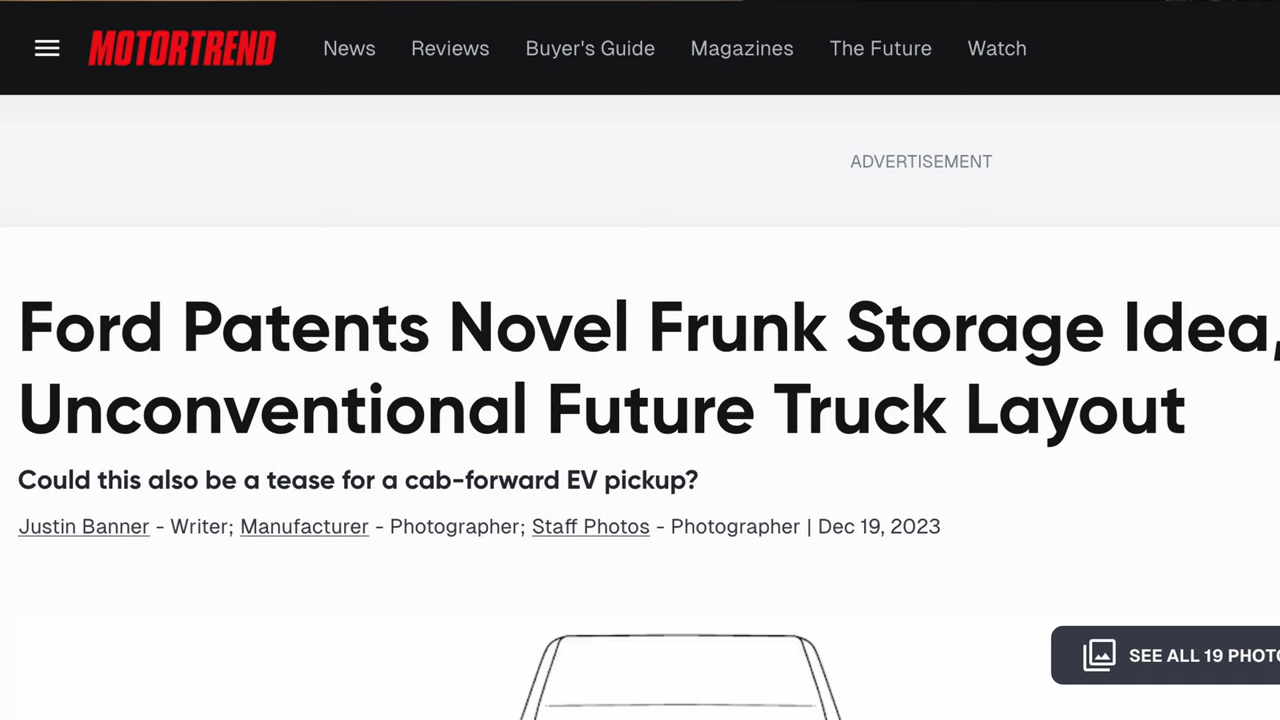 MOTORTREND News Reviews Buyer's Guide Magazines The Future Watch
ADVERTISEMENT
Ford Patents Novel Frunk Storage Idea,
Unconventional Future Truck Layout
Could this also be a tease for a cab-forward EV pickup?
Justin Banner - Writer; Manufacturer - Photographer; Staff Photos - Photographer | Dec 19, 2023
SEE ALL 19 PHOTO